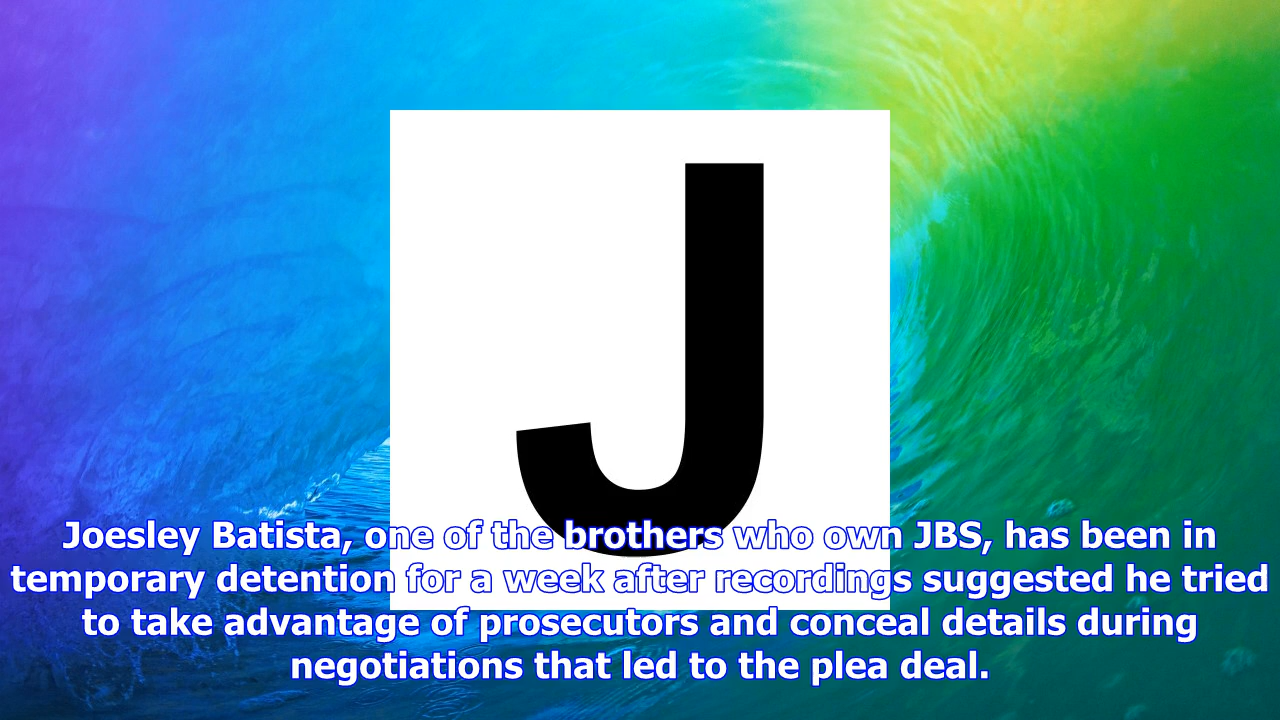 J
Joesley Batista, one of the brothers who own JBS, has been in
temporary detention for a week after recordings suggested he tried
to take advantage of prosecutors and conceal details during
negotiations that led to the plea deal.